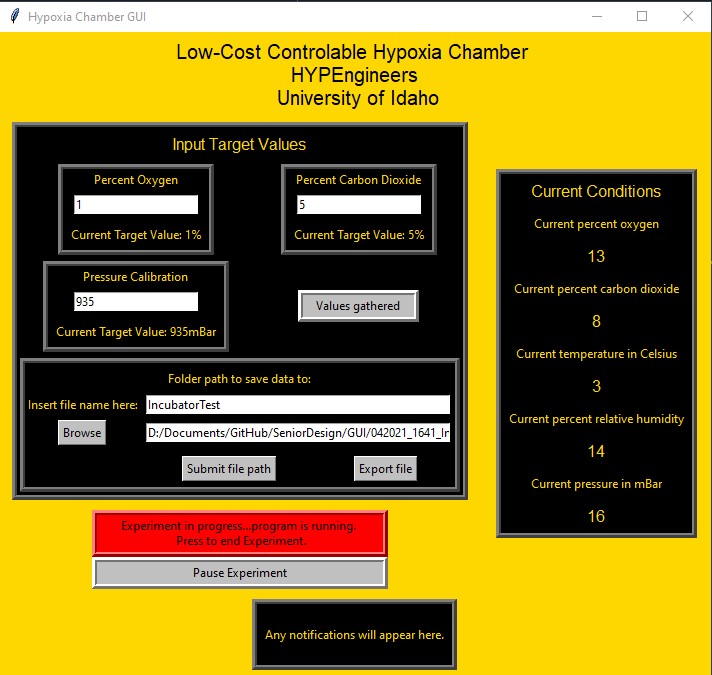 Hypoxia Chamber GUI
Low-Cost Controlable Hypoxia Chamber
HYPEngineers
University of Idaho
Input Target Values
Percent Oxygen
1
Current Target Value: 1%
Percent Carbon Dioxide
5
Current Target Value: 5%
Pressure Calibration
935
Current Target Value: 935mBar
Values gathered
Folder path to save data to:
Insert file name here:
IncubatorTest
Browse
D:/Documents/GitHub/SeniorDesign/GUI/042021_1641_In
Submit file path
Export file
Experiment in progress...program is running.
Press to end Experiment.
Pause Experiment
Any notifications will appear here.
Current Conditions
Current percent oxygen
13
Current percent carbon dioxide
8
Current temperature in Celsius
3
Current percent relative humidity
14
Current pressure in mBar
16